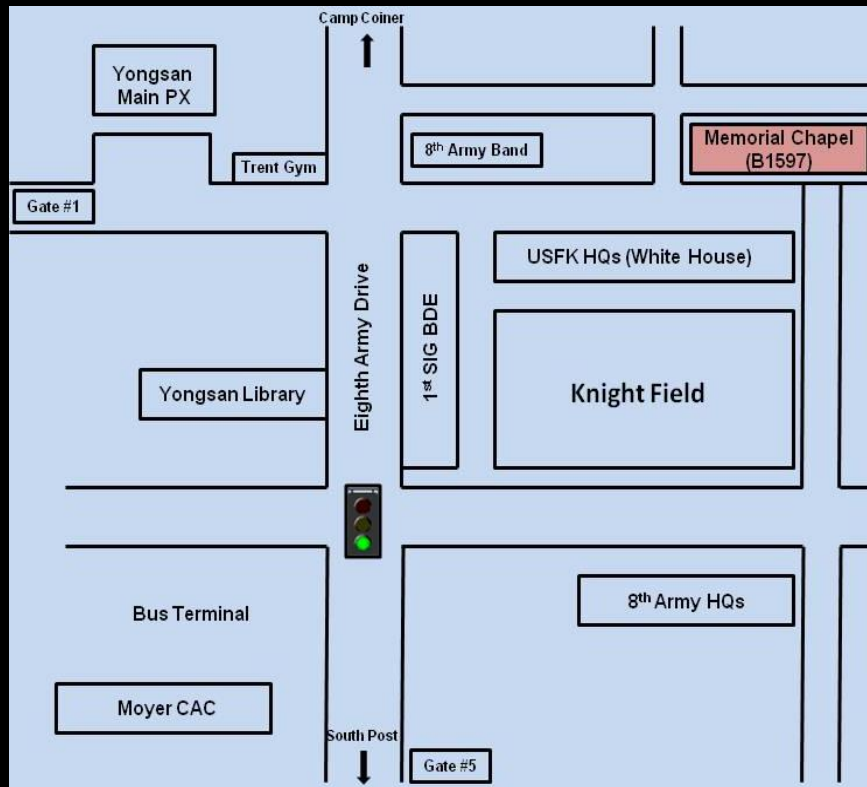 Camp Coiner
Yongsan
Main PX
Trent Gym
8th Army Band
Memorial Chapel
(B1597)
Gate #1
USFK HQs (White House)
Eighth Army Drive
1st SIG BDE
Knight Field
Yongsan Library
8th Army HQs
Bus Terminal
Moyer CAC
South Post
Gate #5